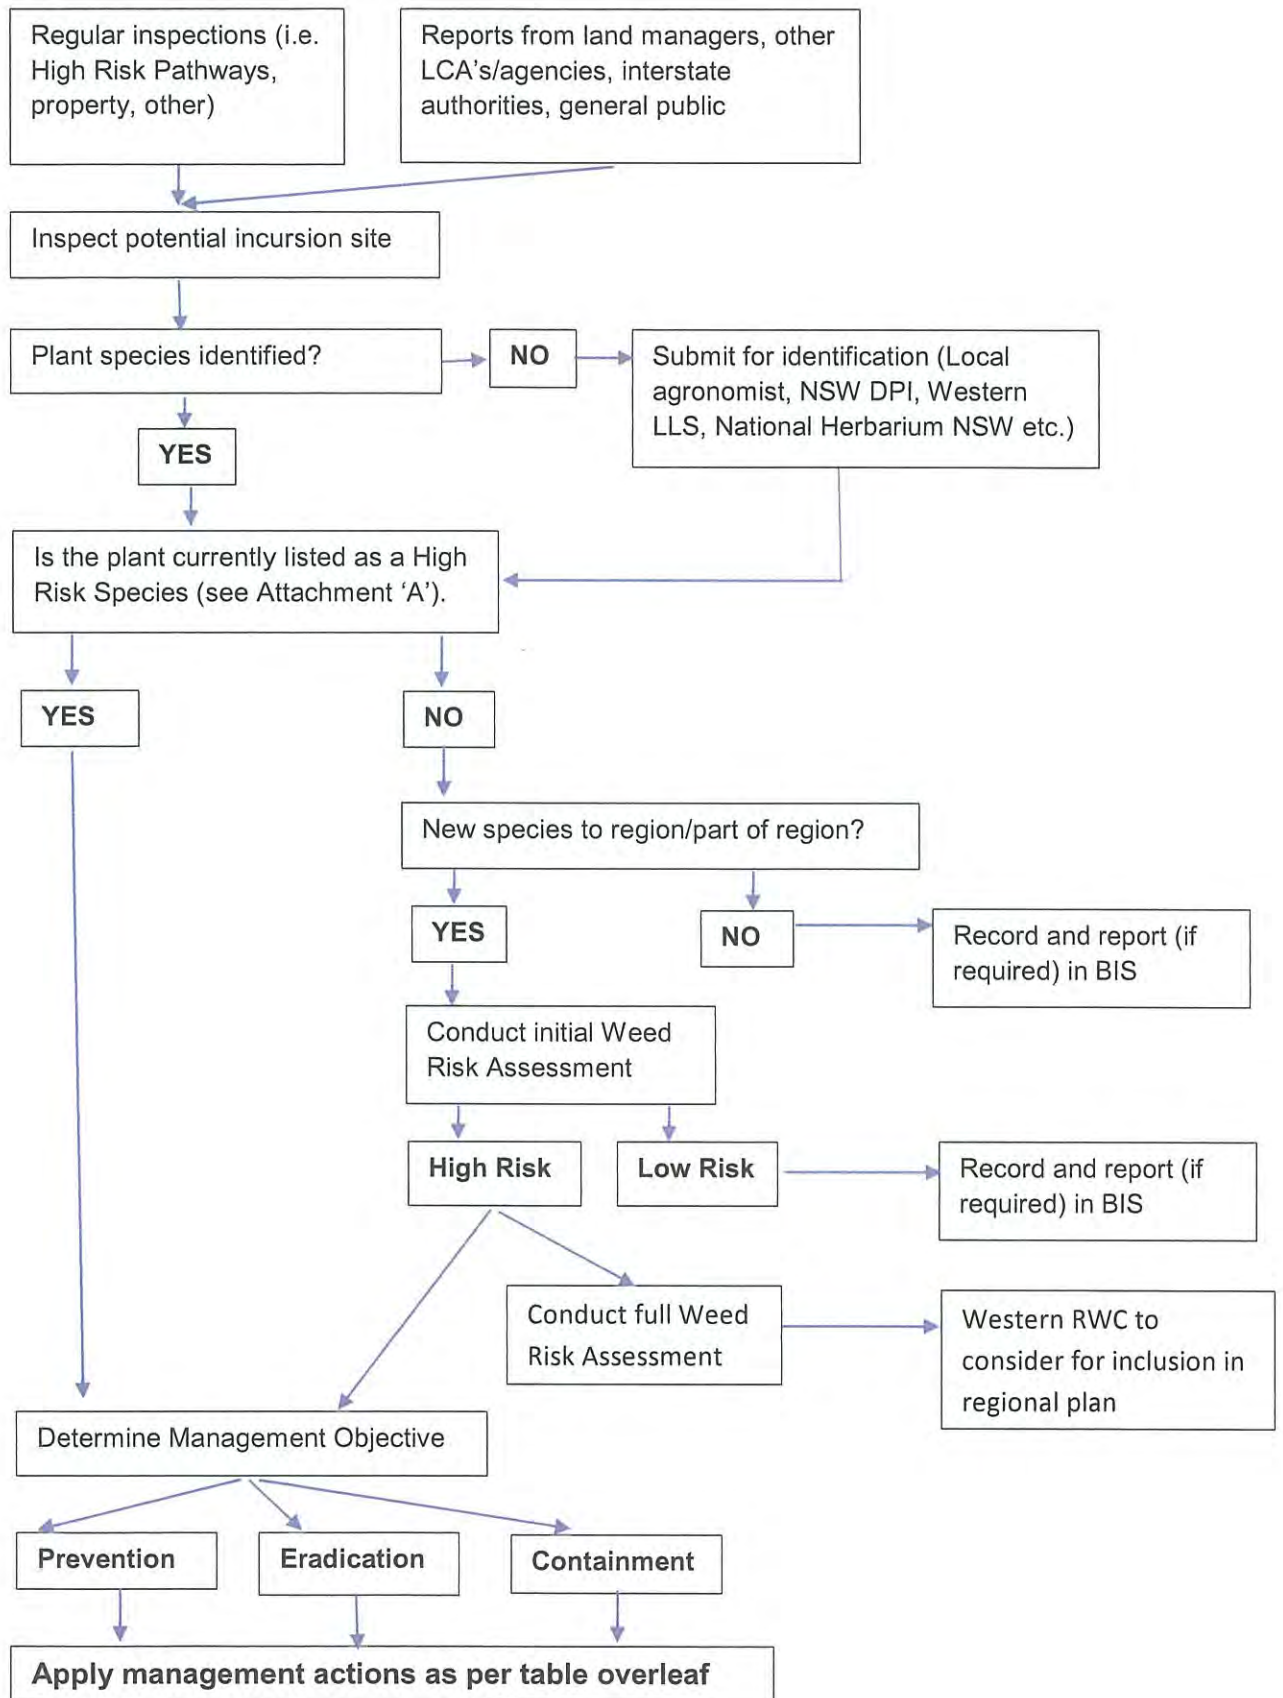 Regular inspections (i.e.
High Risk Pathways,
property, other)
Reports from land managers, other
LCA's/agencies, interstate
authorities, general public
Inspect potential incursion site
Plant species identified?
NO
Submit for identification (Local
agronomist, NSW DPI, Western
LLS, National Herbarium NSW etc.)
YES
Is the plant currently listed as a High
Risk Species (see Attachment ‘A’).
YES
NO
New species to region/part of region?
YES
NO
Record and report (if
required) in BIS
Conduct initial Weed
Risk Assessment
High Risk
Low Risk
Record and report (if
required) in BIS
Conduct full Weed
Risk Assessment
Western RWC to
consider for inclusion in
regional plan
Determine Management Objective
Prevention
Eradication
Containment
Apply management actions as per table overleaf